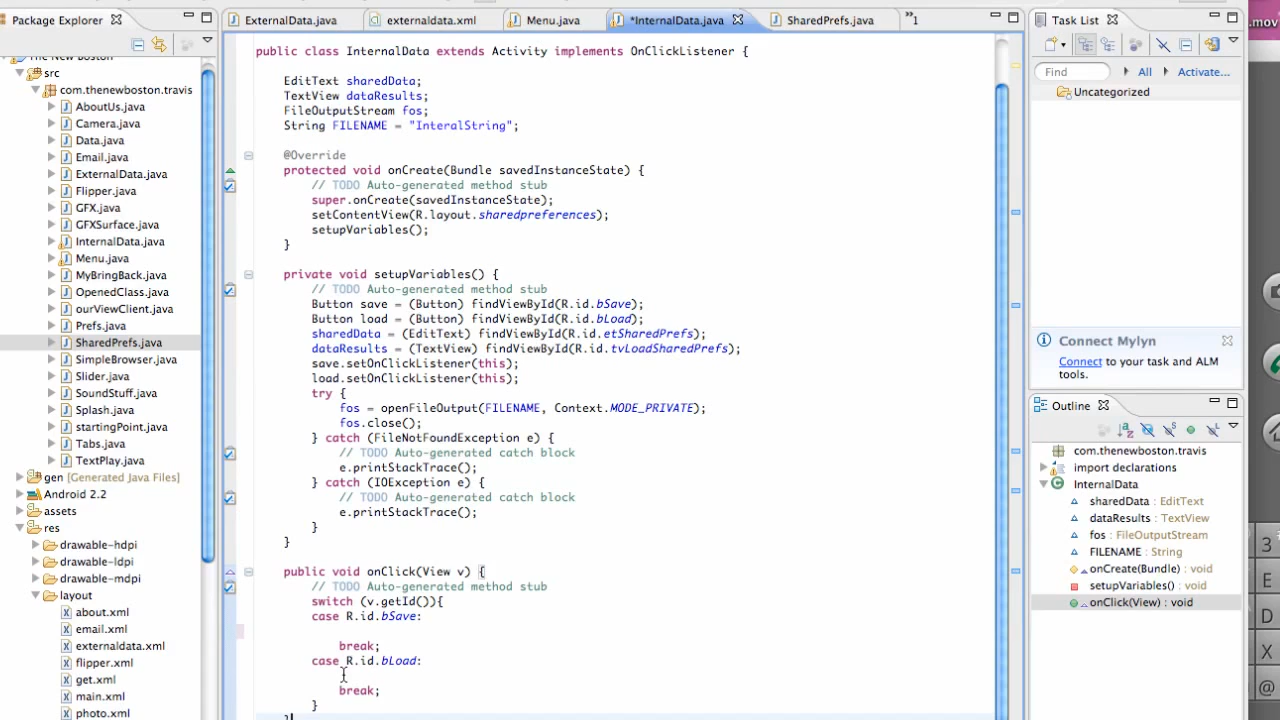 Package Explorer
ExternalData.java
externaldata.xml
Menu.java
*InternalData.java
SharedPrefs.java
»1
Task List
.mov
The New Boston
src
com.thenewboston.travis
AboutUs.java
Camera.java
Data.java
Email.java
ExternalData.java
Flipper.java
GFX.java
GFXSurface.java
InternalData.java
Menu.java
MyBringBack.java
OpenedClass.java
ourViewClient.java
Prefs.java
SharedPrefs.java
SimpleBrowser.java
Slider.java
SoundStuff.java
Splash.java
startingPoint.java
Tabs.java
TextPlay.java
gen [Generated Java Files]
Android 2.2
assets
res
drawable-hdpi
drawable-ldpi
drawable-mdpi
layout
about.xml
email.xml
externaldata.xml
flipper.xml
get.xml
main.xml
photo.xml
public class InternalData extends Activity implements OnClickListener {
EditText sharedData;
TextView dataResults;
FileOutputStream fos;
String FILENAME = "InteralString";
@Override
protected void onCreate(Bundle savedInstanceState) {
// TODO Auto-generated method stub
super.onCreate(savedInstanceState);
setContentView(R.layout.sharedpreferences);
setupVariables();
}
private void setupVariables() {
// TODO Auto-generated method stub
Button save = (Button) findViewById(R.id.bSave);
Button load = (Button) findViewById(R.id.bLoad);
sharedData = (EditText) findViewById(R.id.etSharedPrefs);
dataResults = (TextView) findViewById(R.id.tvLoadSharedPrefs);
save.setOnClickListener(this);
load.setOnClickListener(this);
try {
fos = openFileOutput(FILENAME, Context.MODE_PRIVATE);
fos.close();
} catch (FileNotFoundException e) {
// TODO Auto-generated catch block
e.printStackTrace();
} catch (IOException e) {
// TODO Auto-generated catch block
e.printStackTrace();
}
}
public void onClick(View v) {
// TODO Auto-generated method stub
switch (v.getId()){
case R.id.bSave:
break;
case R.id.bLoad:
break;
}
}
Find
All
Activate...
Uncategorized
Connect Mylyn
Connect to your task and ALM
tools.
Outline
com.thenewboston.travis
import declarations
InternalData
sharedData : EditText
dataResults : TextView
fos : FileOutputStream
FILENAME : String
onCreate(Bundle) : void
setupVariables() : void
onClick(View) : void
3
E
D
X
@